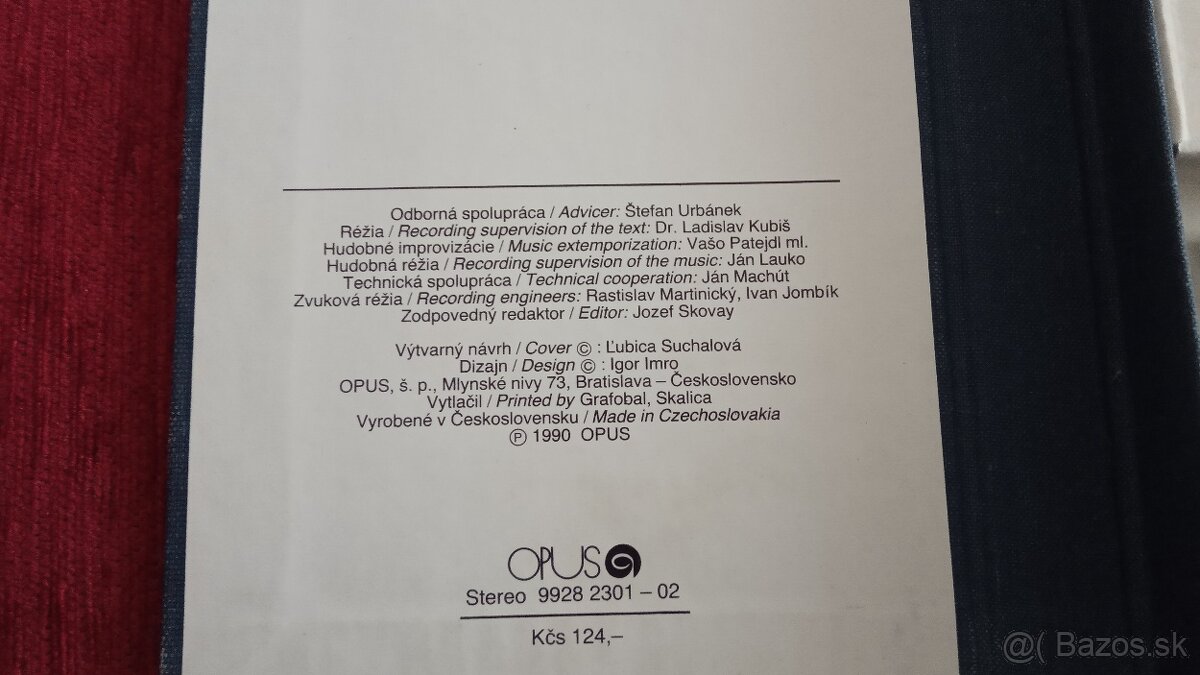 Odborná spolupráca / Advicer: Štefan Urbánek
Réžia / Recording supervision of the text: Dr. Ladislav Kubiš
Hudobné improvizácie / Music extemporization: Vašo Patejdl ml.
Hudobná réžia / Recording supervision of the music: Ján Lauko
Technická spolupráca / Technical cooperation: Ján Machút
Zvuková réžia / Recording engineers: Rastislav Martinický, Ivan Jombík
Zodpovedný redaktor / Editor: Jozef Skovay
Výtvarný návrh / Cover © : Ľubica Suchalová
Dizajn / Design © : Igor Imro
OPUS, š. p., Mlynské nivy 73, Bratislava – Československo
Vytlačil / Printed by Grafobal, Skalica
Vyrobené v Československu / Made in Czechoslovakia
℗ 1990 OPUS
OPUS
Stereo 9928 2301 – 02
Kčs 124,–
@( Bazos.sk